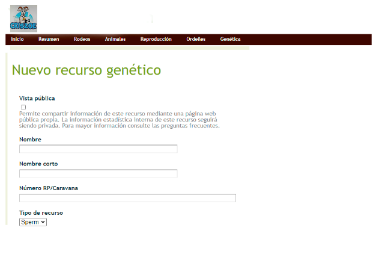 Inicio Resumen Rodeos Animales Reproducción Ordeñes Genética
Nuevo recurso genético
Vista pública
Permite compartir información de este recurso mediante una página web
pública propia. La información estadística interna de este recurso seguirá
siendo privada. Para mayor información consulte las preguntas frecuentes.
Nombre
Nombre corto
Número RP/Caravana
Tipo de recurso
Sperm